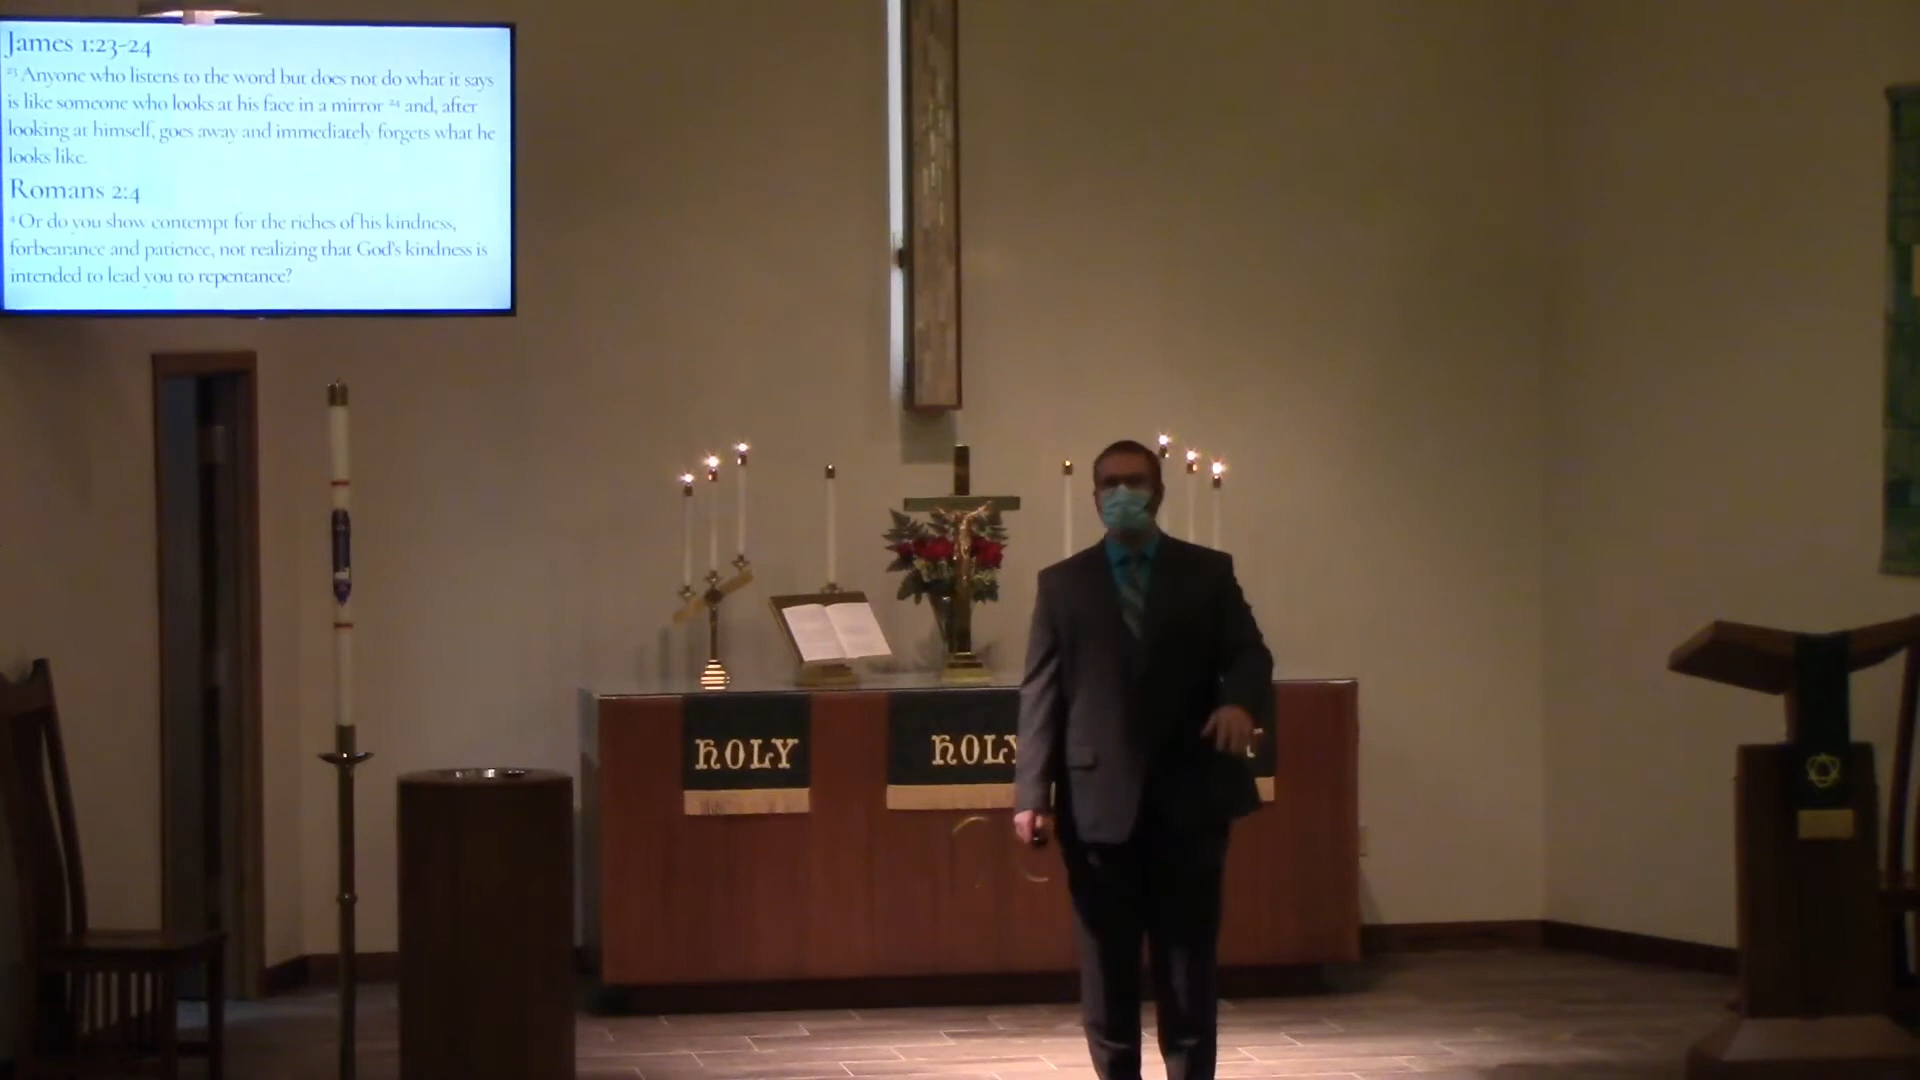 James 1:23-24
23 Anyone who listens to the word but does not do what it says
is like someone who looks at his face in a mirror 24 and, after
looking at himself, goes away and immediately forgets what he
looks like.
Romans 2:4
4 Or do you show contempt for the riches of his kindness,
forbearance and patience, not realizing that God's kindness is
intended to lead you to repentance?
HOLY
HOLY